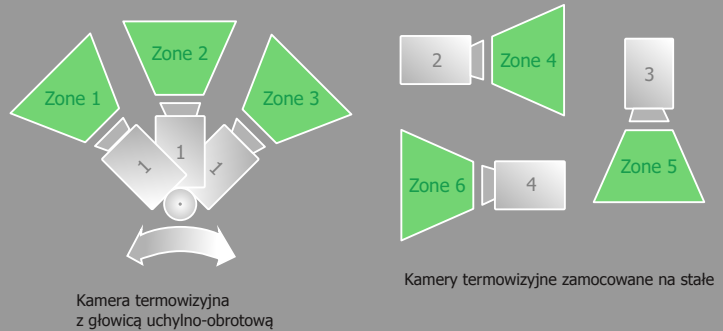 Zone 1
Zone 2
Zone 3
1
1
1
Kamera termowizyjna
z głowicą uchylno-obrotową
2
Zone 4
3
Zone 5
Zone 6
4
Kamery termowizyjne zamocowane na stałe